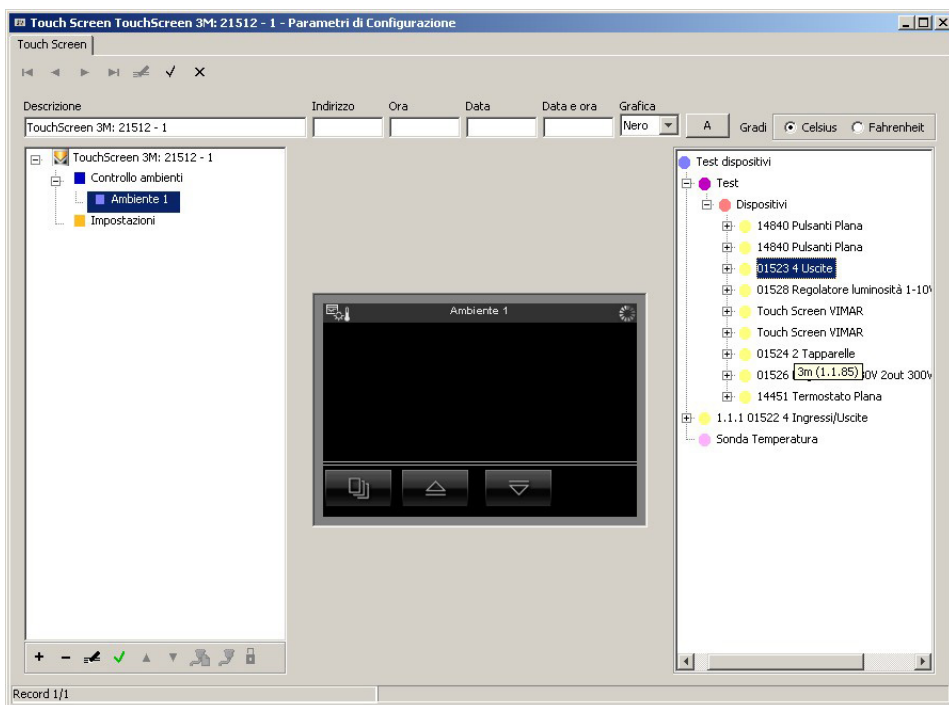 Touch Screen TouchScreen 3M: 21512 - 1 - Parametri di Configurazione
Touch Screen
Descrizione Indirizzo Ora Data Data e ora Grafica
TouchScreen 3M: 21512 - 1 Nero A Gradi Celsius Fahrenheit
TouchScreen 3M: 21512 - 1
Controllo ambienti
Ambiente 1
Impostazioni
Ambiente 1
Test dispositivi
Test
Dispositivi
14840 Pulsanti Plana
14840 Pulsanti Plana
01523 4 Uscite
01528 Regolatore luminosità 1-10
Touch Screen VIMAR
Touch Screen VIMAR
01524 2 Tapparelle
3m (1.1.85)
01526 0V 2out 300
14451 Termostato Plana
1.1.1 01522 4 Ingressi/Uscite
Sonda Temperatura
Record 1/1